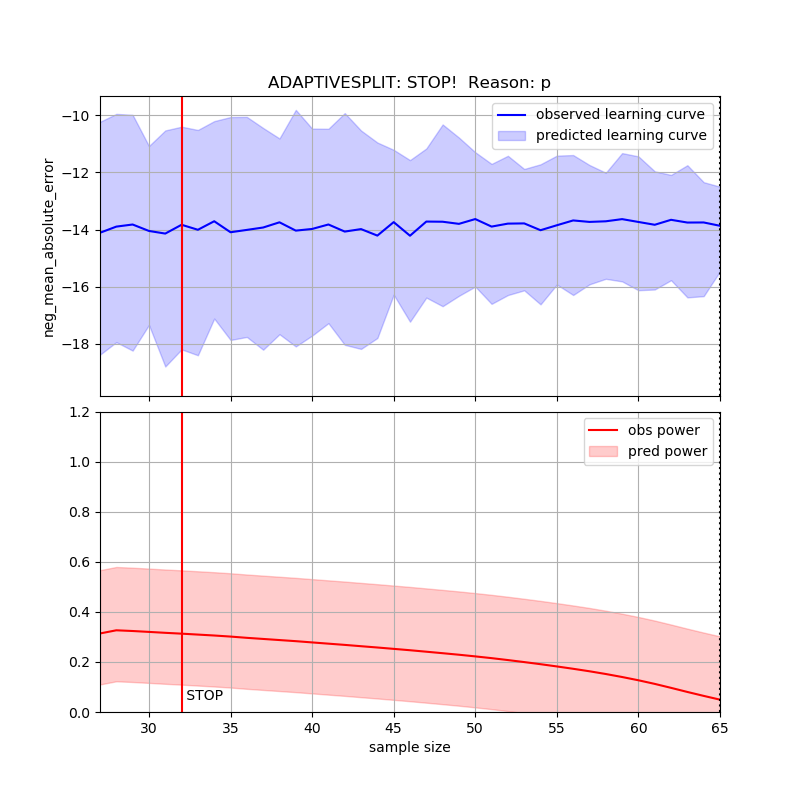 ADAPTIVESPLIT: STOP!  Reason: p
neg_mean_absolute_error
−10
−12
−14
−16
−18
observed learning curve
predicted learning curve
1.2
1.0
0.8
0.6
0.4
0.2
0.0
obs power
pred power
STOP
30 35 40 45 50 55 60 65
sample size